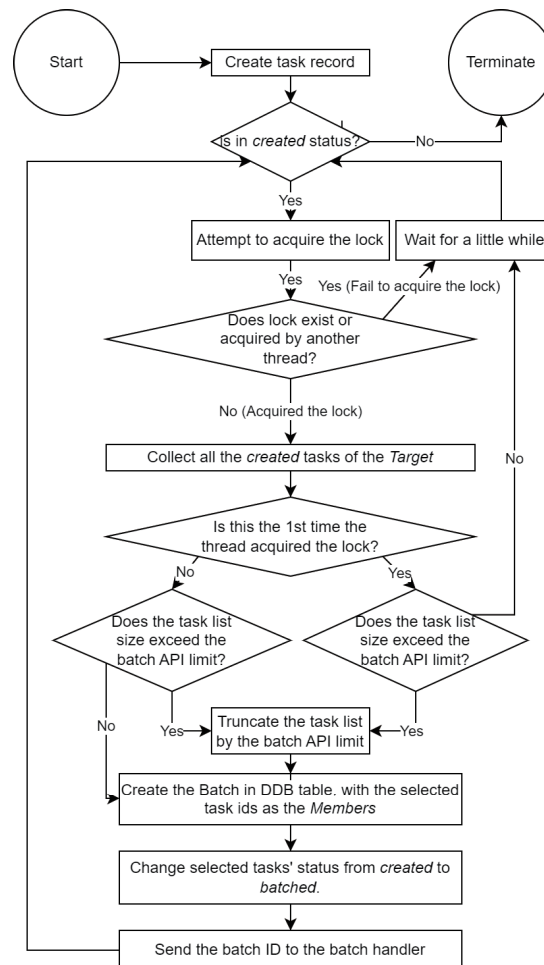 Start
Create task record
Terminate
Is in created status?
No
Yes
Attempt to acquire the lock
Wait for a little while
Yes
Yes (Fail to acquire the lock)
Does lock exist or
acquired by another
thread?
No (Acquired the lock)
No
Collect all the created tasks of the Target
Is this the 1st time the
thread acquired the lock?
No
Yes
Does the task list
size exceed the
batch API limit?
Does the task list
size exceed the
batch API limit?
No
Yes
Truncate the task list
by the batch API limit
Yes
Create the Batch in DDB table. with the selected
task ids as the Members
Change selected tasks' status from created to
batched.
Send the batch ID to the batch handler